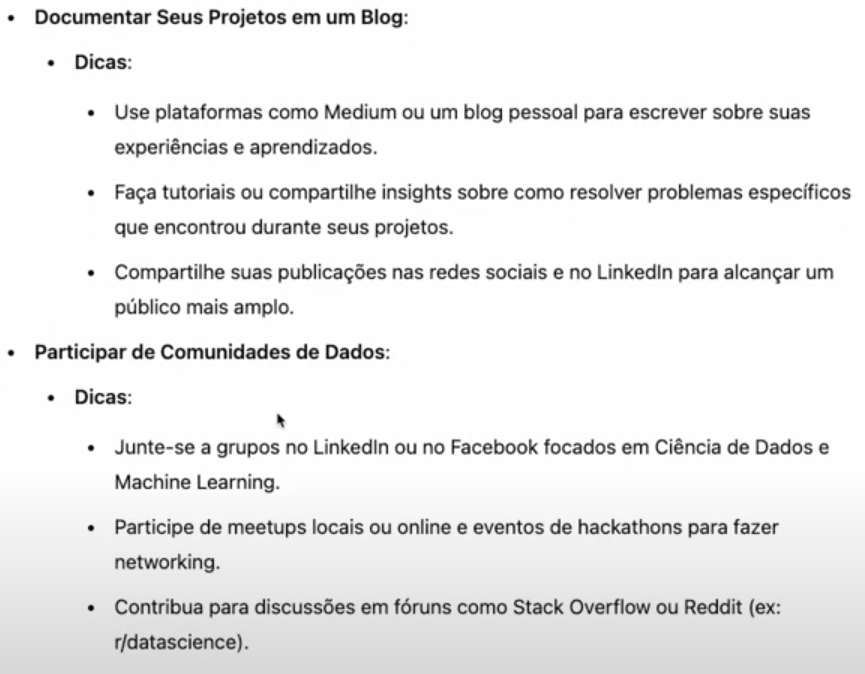 • Documentar Seus Projetos em um Blog:
• Dicas:
• Use plataformas como Medium ou um blog pessoal para escrever sobre suas
experiências e aprendizados.
• Faça tutoriais ou compartilhe insights sobre como resolver problemas específicos
que encontrou durante seus projetos.
• Compartilhe suas publicações nas redes sociais e no LinkedIn para alcançar um
público mais amplo.
• Participar de Comunidades de Dados:
• Dicas:
• Junte-se a grupos no LinkedIn ou no Facebook focados em Ciência de Dados e
Machine Learning.
• Participe de meetups locais ou online e eventos de hackathons para fazer
networking.
• Contribua para discussões em fóruns como Stack Overflow ou Reddit (ex:
r/datascience).